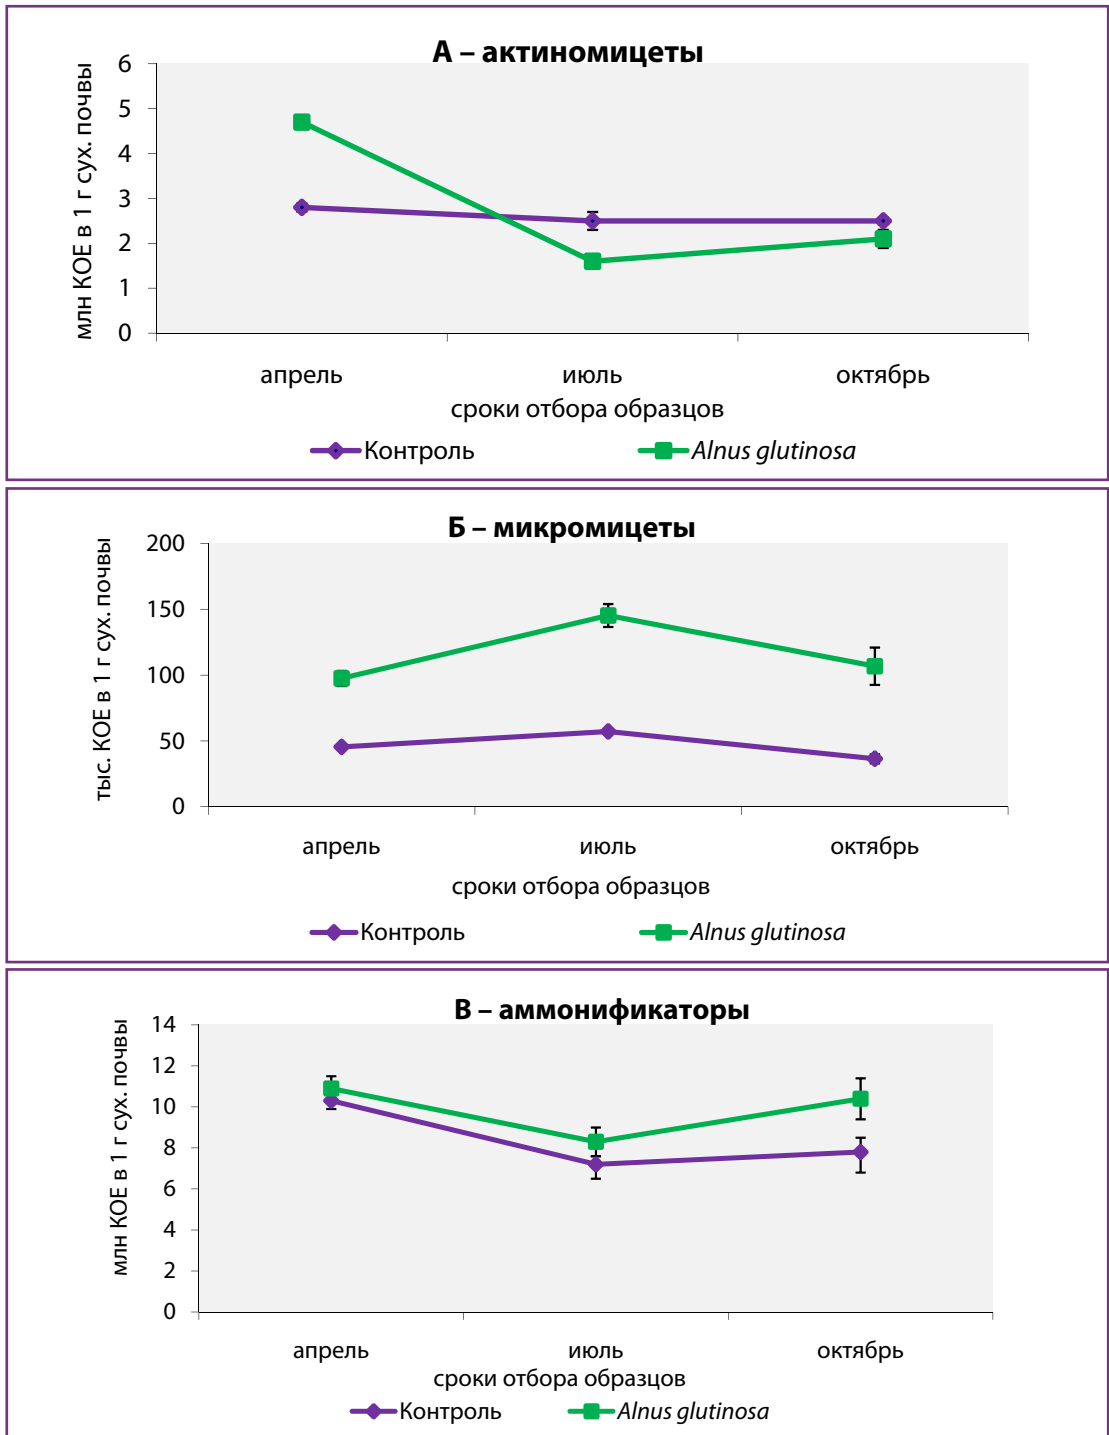 А – актиномицеты
млн КОЕ в 1 г сух. почвы
6
5
4
3
2
1
0
апрель июль октябрь
сроки отбора образцов
Контроль Alnus glutinosa
Б – микромицеты
тыс. КОЕ в 1 г сух. почвы
200
150
100
50
0
апрель июль октябрь
сроки отбора образцов
Контроль Alnus glutinosa
В – аммонификаторы
млн КОЕ в 1 г сух. почвы
14
12
10
8
6
4
2
0
апрель июль октябрь
сроки отбора образцов
Контроль Alnus glutinosa